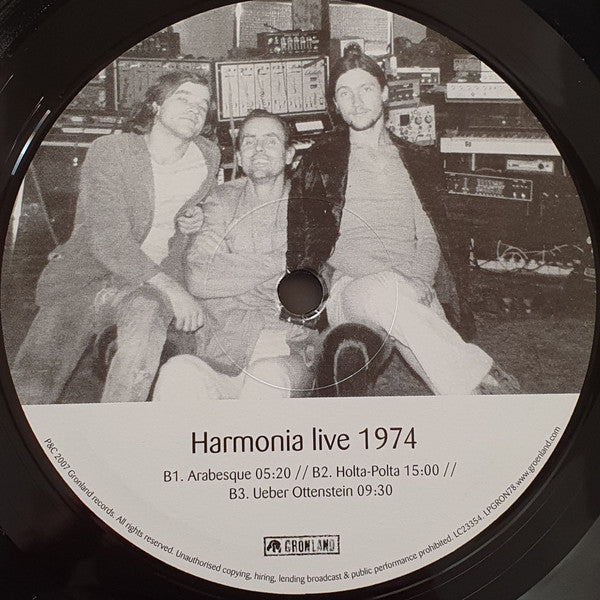 Harmonia live 1974
B1. Arabesque 05:20 // B2. Holta-Polta 15:00 //
B3. Ueber Ottenstein 09:30
GRÖNLAND
P&C 2007 Gronland records. All rights reserved. Unauthorised copying, hiring, lending broadcast & public performance prohibited. LC23354. LPGRON78.www.groenland.com